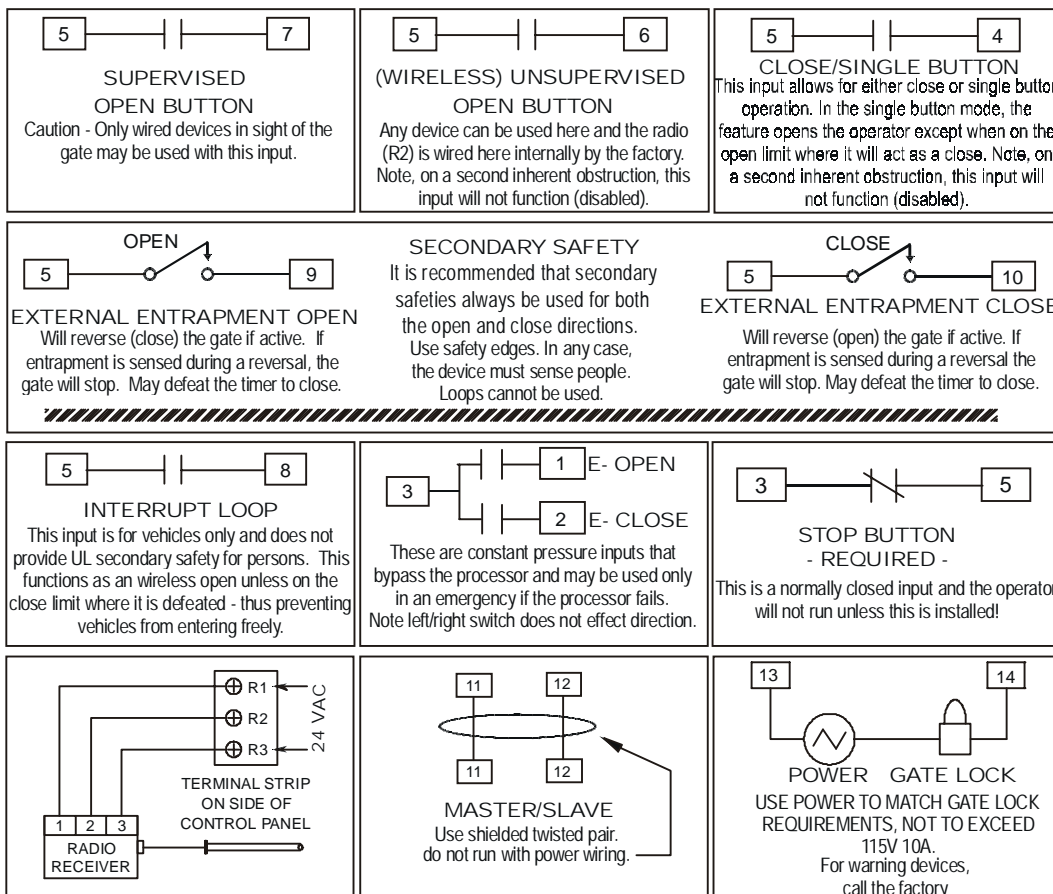 5 7
SUPERVISED
OPEN BUTTON
Caution - Only wired devices in sight of the
gate may be used with this input.
5 6
(WIRELESS) UNSUPERVISED
OPEN BUTTON
Any device can be used here and the radio
(R2) is wired here internally by the factory.
Note, on a second inherent obstruction, this
input will not function (disabled).
5 4
CLOSE/SINGLE BUTTON
This input allows for either close or single button
operation. In the single button mode, the
feature opens the operator except when on the
open limit where it will act as a close. Note, on
a second inherent obstruction, this input will
not function (disabled).
OPEN
5 9
EXTERNAL ENTRAPMENT OPEN
Will reverse (close) the gate if active. If
entrapment is sensed during a reversal, the
gate will stop. May defeat the timer to close.
SECONDARY SAFETY
It is recommended that secondary
safeties always be used for both
the open and close directions.
Use safety edges. In any case,
the device must sense people.
Loops cannot be used.
CLOSE
5 10
EXTERNAL ENTRAPMENT CLOSE
Will reverse (open) the gate if active. If
entrapment is sensed during a reversal the
gate will stop. May defeat the timer to close.
5 8
INTERRUPT LOOP
This input is for vehicles only and does not
provide UL secondary safety for persons. This
functions as an wireless open unless on the
close limit where it is defeated - thus preventing
vehicles from entering freely.
1 E- OPEN
3
2 E- CLOSE
These are constant pressure inputs that
bypass the processor and may be used only
in an emergency if the processor fails.
Note left/right switch does not effect direction.
3 5
STOP BUTTON
- REQUIRED -
This is a normally closed input and the operator
will not run unless this is installed!
R1
R2
R3
24 VAC
TERMINAL STRIP
ON SIDE OF
CONTROL PANEL
1 2 3
RADIO
RECEIVER
11 12
11 12
MASTER/SLAVE
Use shielded twisted pair.
do not run with power wiring.
13 14
POWER GATE LOCK
USE POWER TO MATCH GATE LOCK
REQUIREMENTS, NOT TO EXCEED
115V 10A.
For warning devices,
call the factory